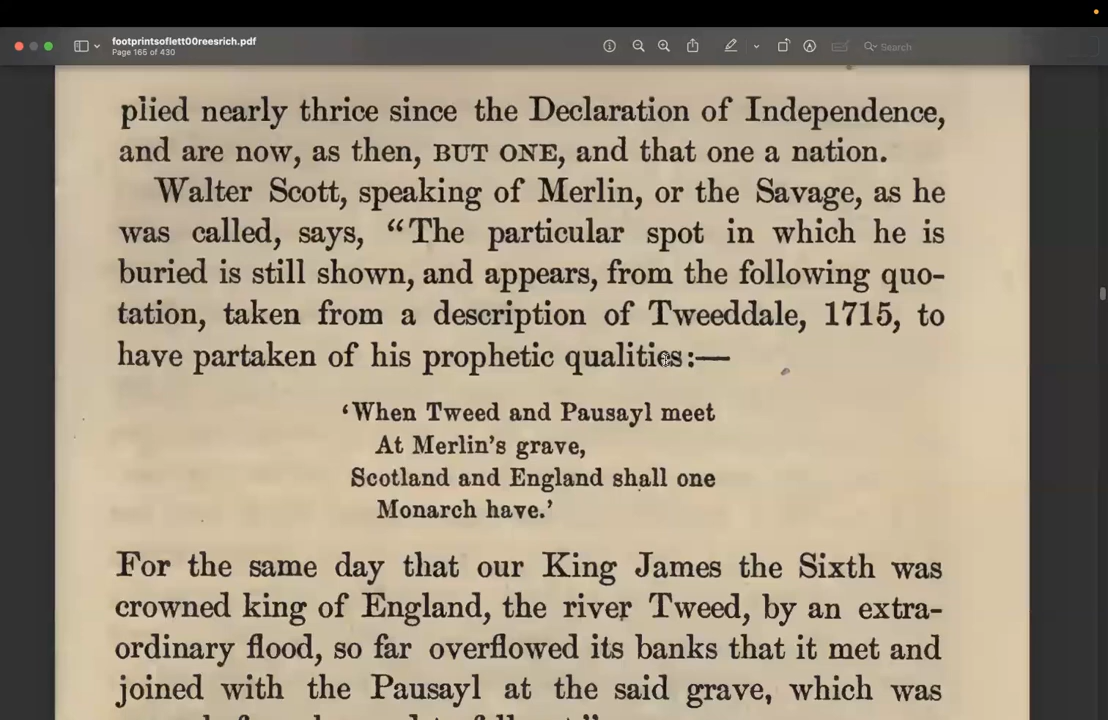 footprintsoflett00reesrich.pdf
Page 165 of 430
Search
plied nearly thrice since the Declaration of Independence,
and are now, as then, BUT ONE, and that one a nation.
Walter Scott, speaking of Merlin, or the Savage, as he
was called, says, “The particular spot in which he is
buried is still shown, and appears, from the following quo-
tation, taken from a description of Tweeddale, 1715, to
have partaken of his prophetic qualities:—
‘When Tweed and Pausayl meet
At Merlin’s grave,
Scotland and England shall one
Monarch have.’
For the same day that our King James the Sixth was
crowned king of England, the river Tweed, by an extra-
ordinary flood, so far overflowed its banks that it met and
joined with the Pausayl at the said grave, which was